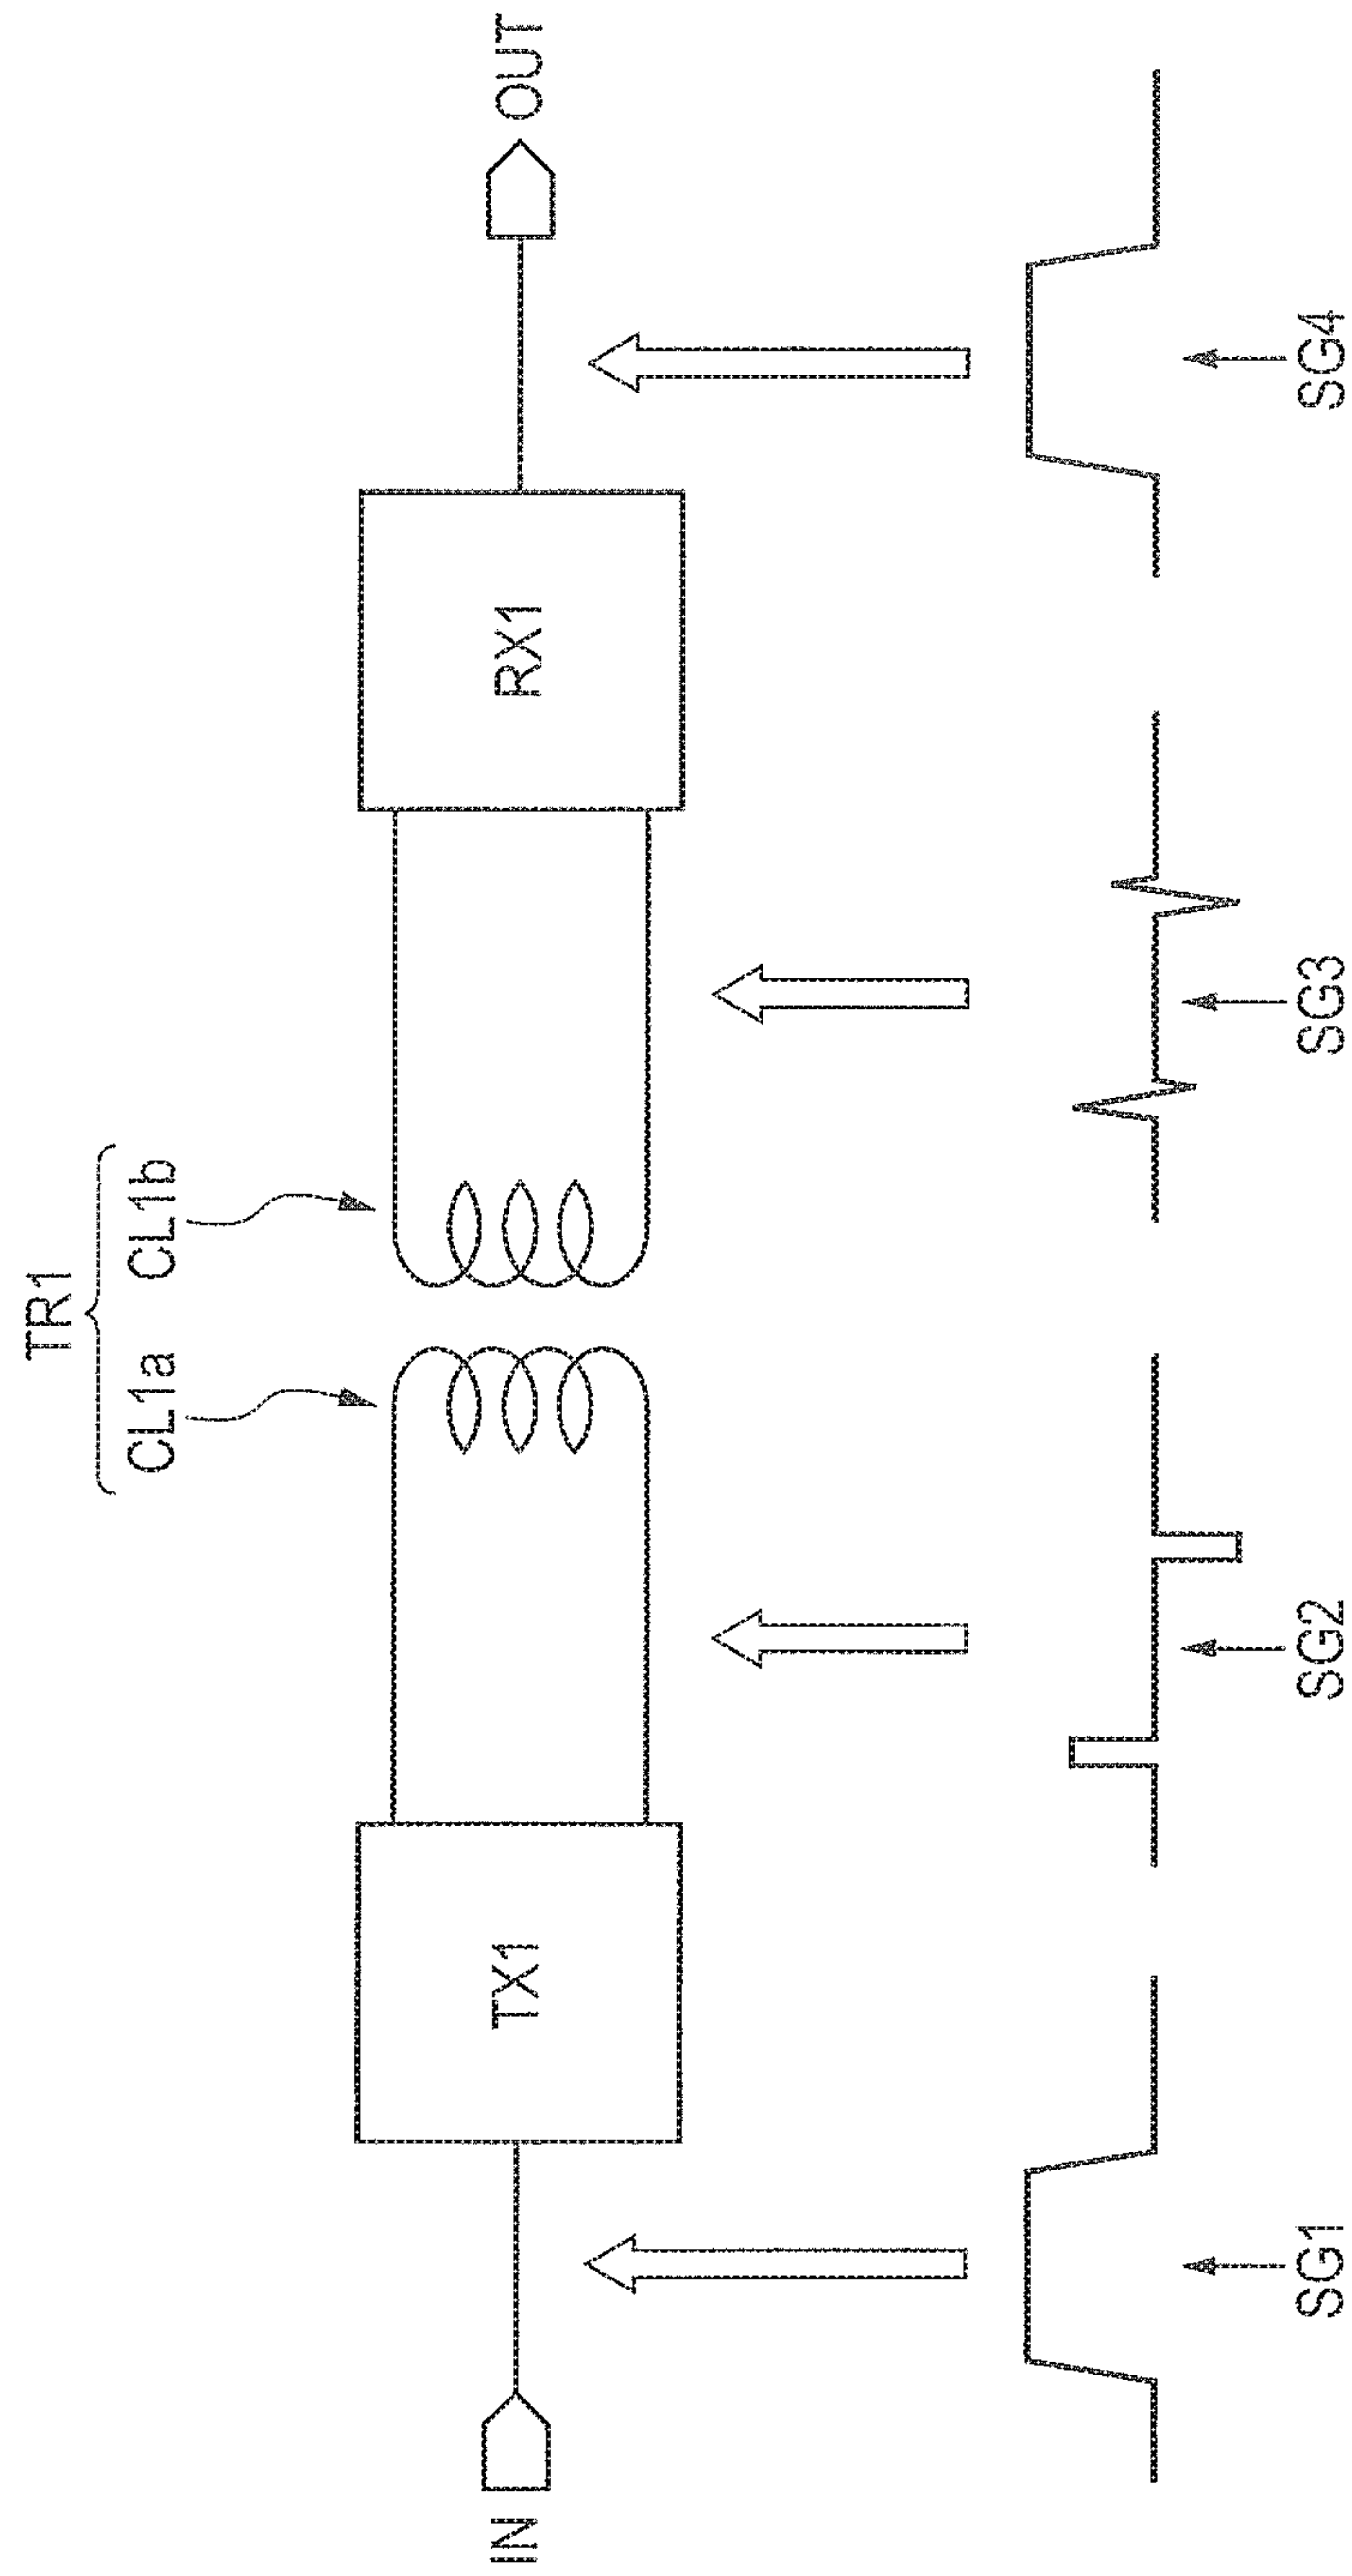 TR1
CL1a CL1b
IN
TX1
RX1
OUT
SG1 SG2 SG3 SG4